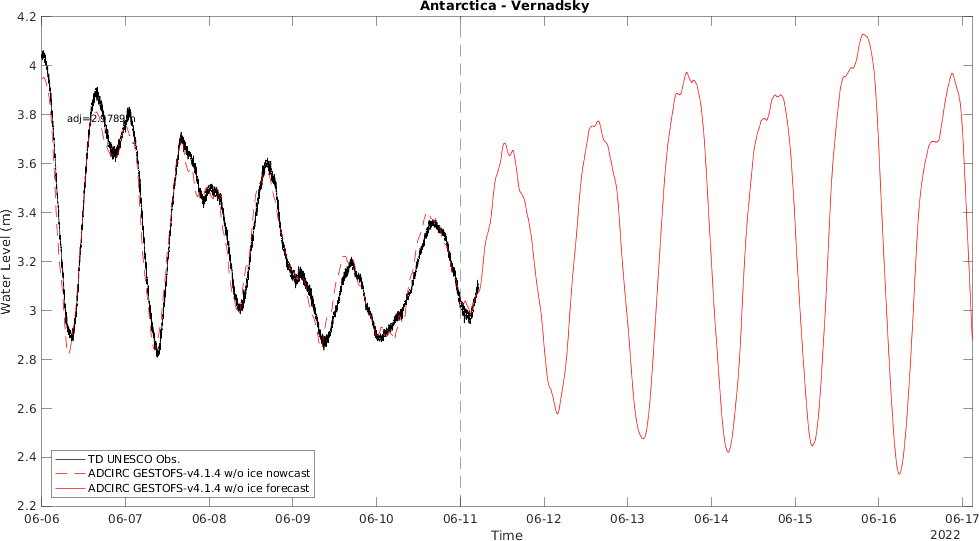 Antarctica - Vernadsky
4.2
4
3.8
3.6
3.4
3.2
3
2.8
2.6
2.4
2.2
Water Level (m)
adj=2.9789m
TD UNESCO Obs.
ADCIRC GESTOFS-v4.1.4 w/o ice nowcast
ADCIRC GESTOFS-v4.1.4 w/o ice forecast
06-06 06-07 06-08 06-09 06-10 06-11 06-12 06-13 06-14 06-15 06-16 06-17
Time
2022